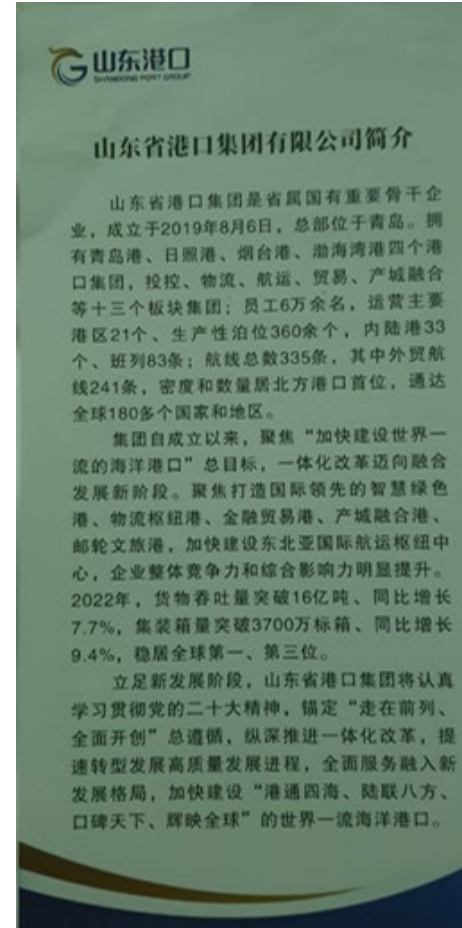 山东港口
SHANDONG PORT GROUP
山东省港口集团有限公司简介
山东省港口集团是省属国有重要骨干企
业，成立于2019年8月6日，总部位于青岛。拥
有青岛港、日照港、烟台港、渤海湾港四个港
口集团，投控、物流、航运、贸易、产城融合
等十三个板块集团；员工6万余名，运营主要
港区21个、生产性泊位360余个，内陆港33
个、班列83条；航线总数335条，其中外贸航
线241条，密度和数量居北方港口首位，通达
全球180多个国家和地区。
集团自成立以来，聚焦“加快建设世界一
流的海洋港口”总目标，一体化改革迈向融合
发展新阶段。聚焦打造国际领先的智慧绿色
港、物流枢纽港、金融贸易港、产城融合港、
邮轮文旅港，加快建设东北亚国际航运枢纽中
心，企业整体竞争力和综合影响力明显提升。
2022年，货物吞吐量突破16亿吨、同比增长
7.7%，集装箱量突破3700万标箱、同比增长
9.4%，稳居全球第一、第三位。
立足新发展阶段，山东省港口集团将认真
学习贯彻党的二十大精神，锚定“走在前列、
全面开创”总遵循，纵深推进一体化改革，提
速转型发展高质量发展进程，全面服务融入新
发展格局，加快建设“港通四海、陆联八方、
口碑天下、辉映全球”的世界一流海洋港口。